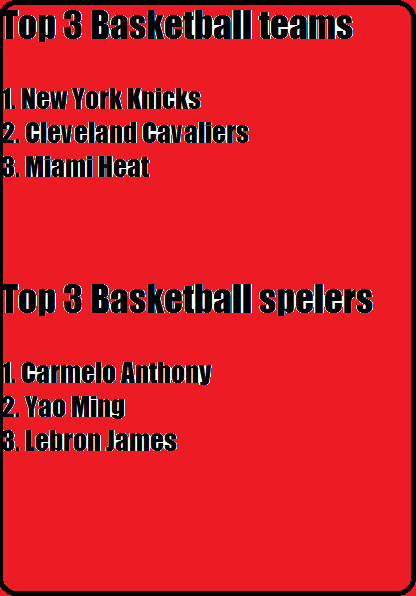 Top 3 Basketball teams
1. New York Knicks
2. Cleveland Cavaliers
3. Miami Heat
Top 3 Basketball spelers
1. Carmelo Anthony
2. Yao Ming
3. Lebron James